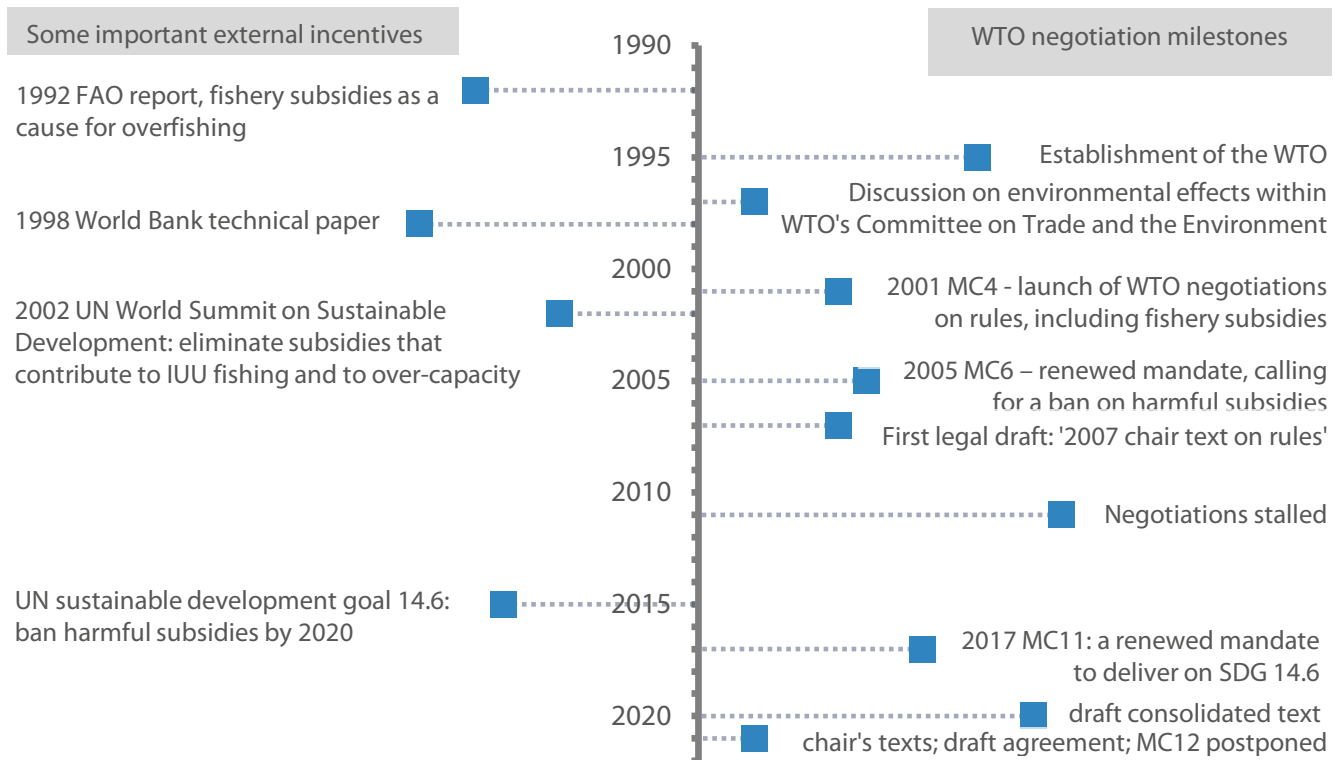 Some important external incentives
WTO negotiation milestones
1990
1992 FAO report, fishery subsidies as a
cause for overfishing
1995
Establishment of the WTO
Discussion on environmental effects within
WTO's Committee on Trade and the Environment
1998 World Bank technical paper
2000
2001 MC4 - launch of WTO negotiations
on rules, including fishery subsidies
2002 UN World Summit on Sustainable
Development: eliminate subsidies that
contribute to IUU fishing and to over-capacity
2005
2005 MC6 – renewed mandate, calling
for a ban on harmful subsidies
First legal draft: '2007 chair text on rules'
2010
Negotiations stalled
UN sustainable development goal 14.6:
ban harmful subsidies by 2020
2015
2017 MC11: a renewed mandate
to deliver on SDG 14.6
2020
draft consolidated text
chair's texts; draft agreement; MC12 postponed